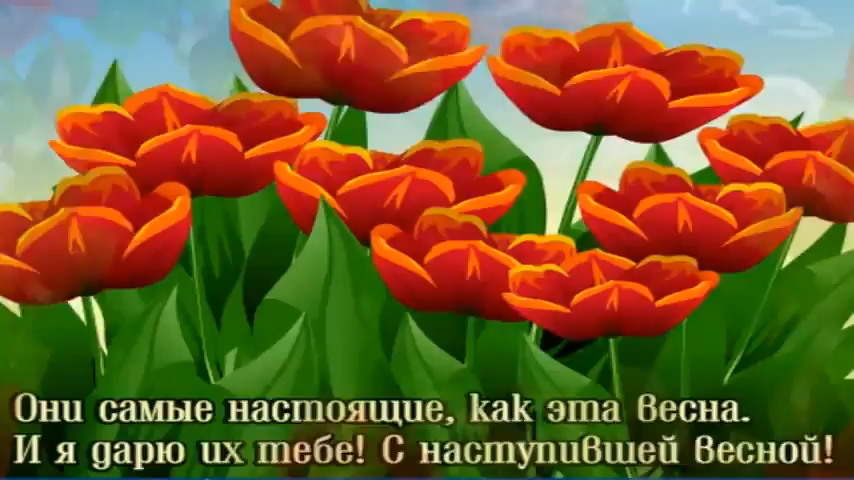 Они самые настоящие, как эта весна.
И я дарю их тебе! С наступившей весной!